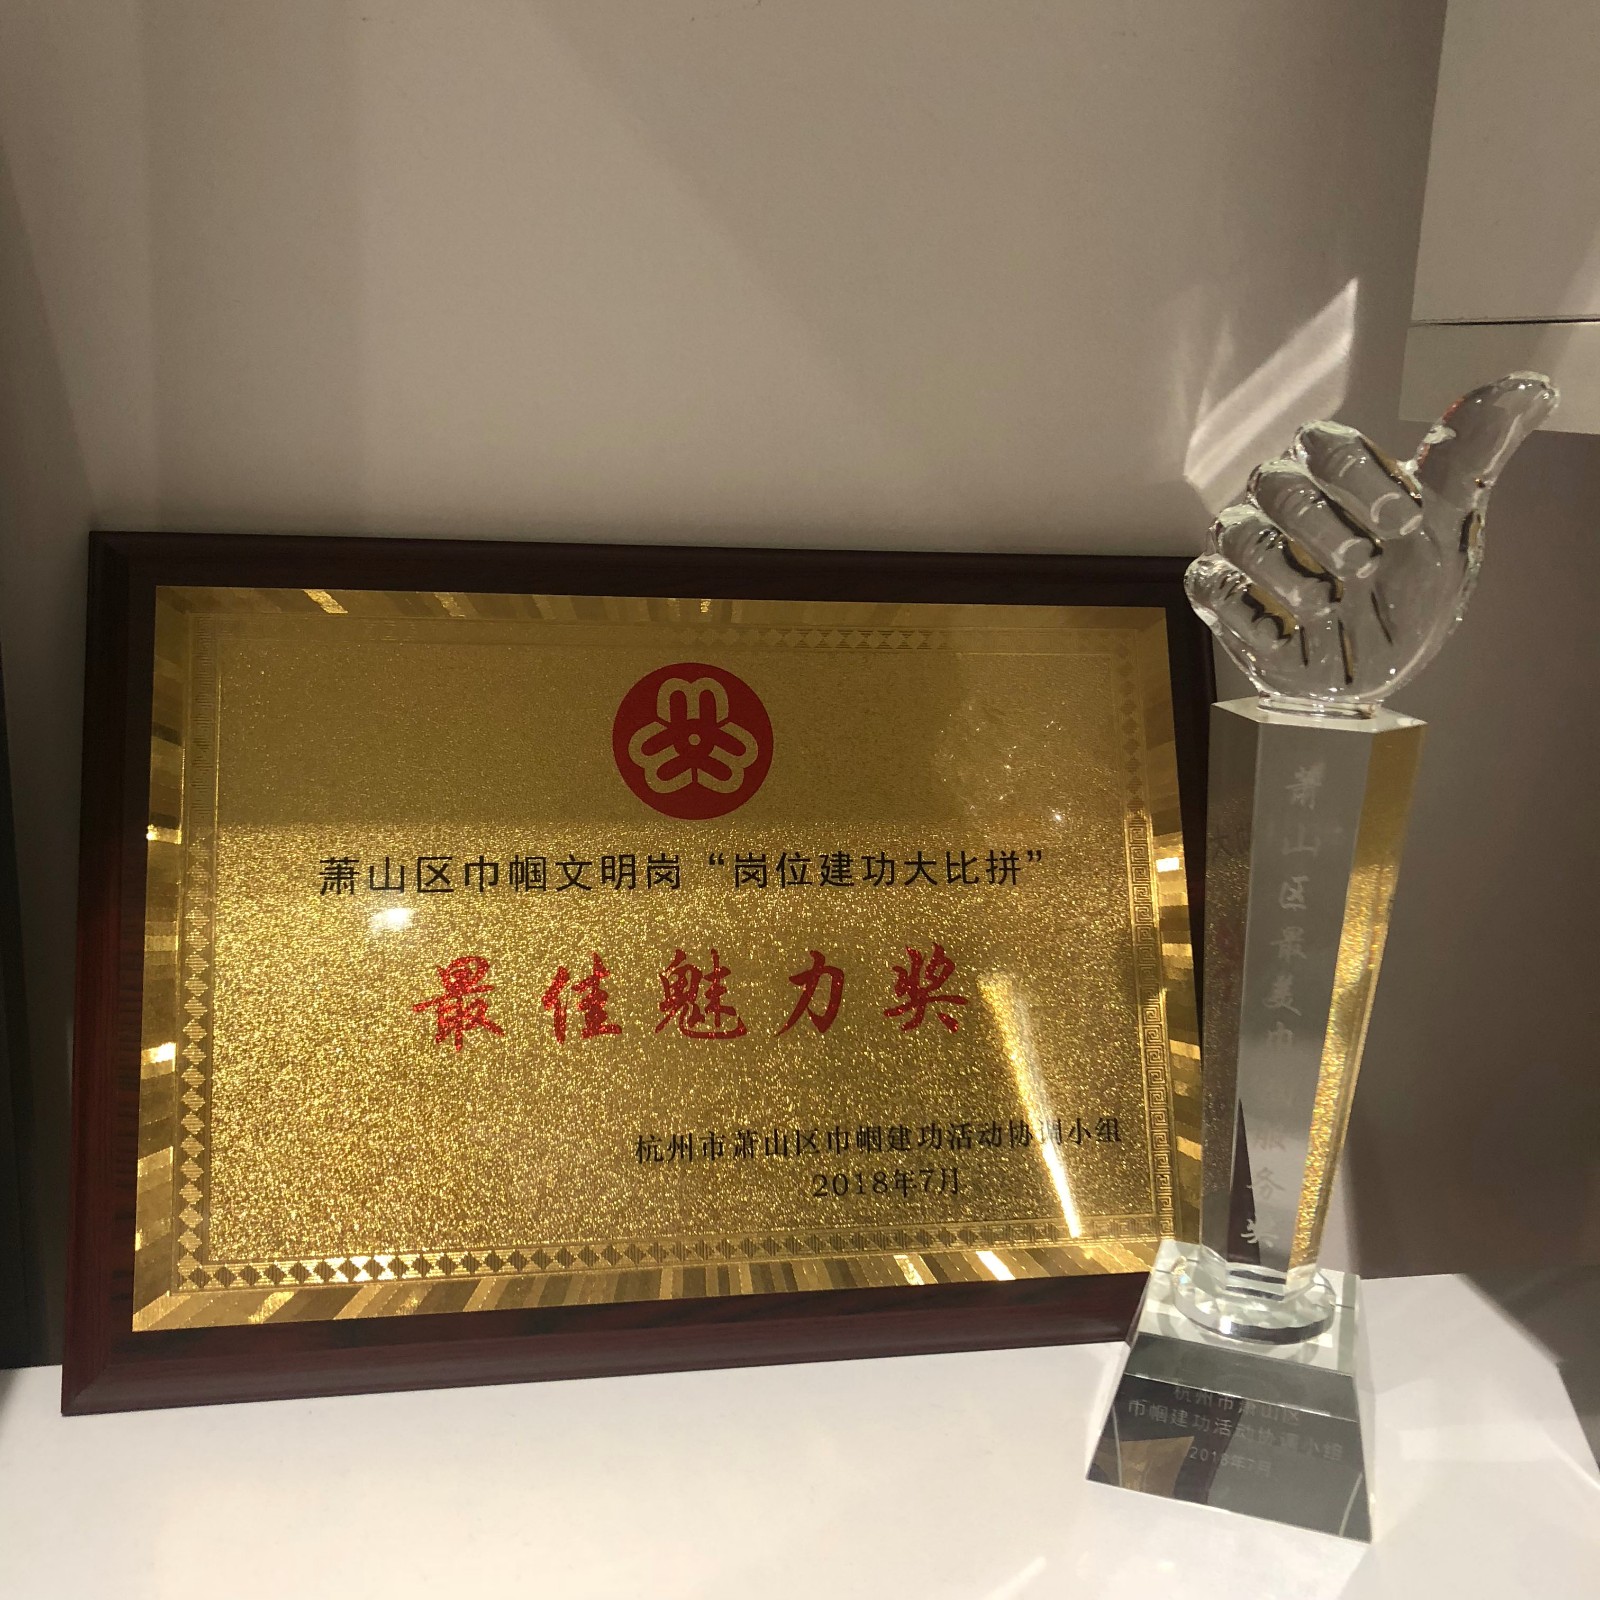 萧山区巾帼文明岗“岗位建功大比拼”
最佳魅力奖
杭州市萧山区巾帼建功活动协调小组
2018年7月
萧山区最美巾帼服务奖
杭州市萧山区
巾帼建功活动协调小组
2018年7月